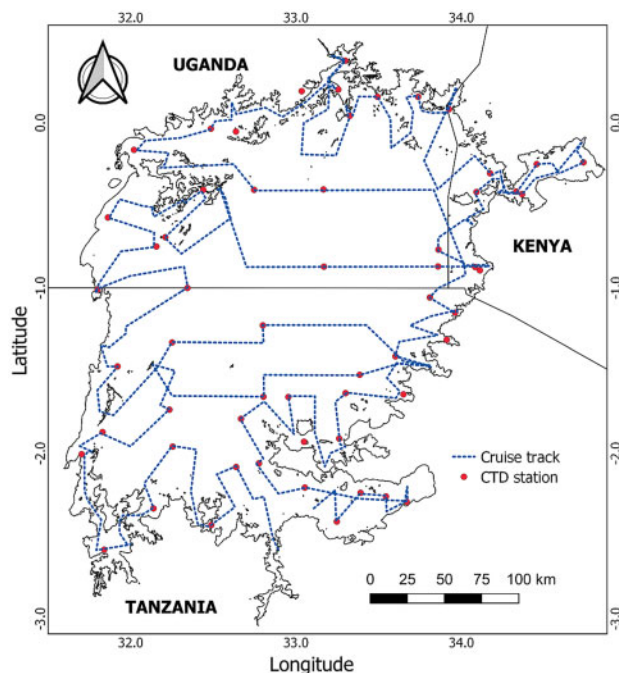 32.0 33.0 34.0
UGANDA
0.0 0.0
KENYA
-1.0 -1.0
Latitude
-2.0 -2.0
Cruise track
CTD station
0 25 50 75 100 km
TANZANIA
-3.0 -3.0
32.0 33.0 34.0
Longitude